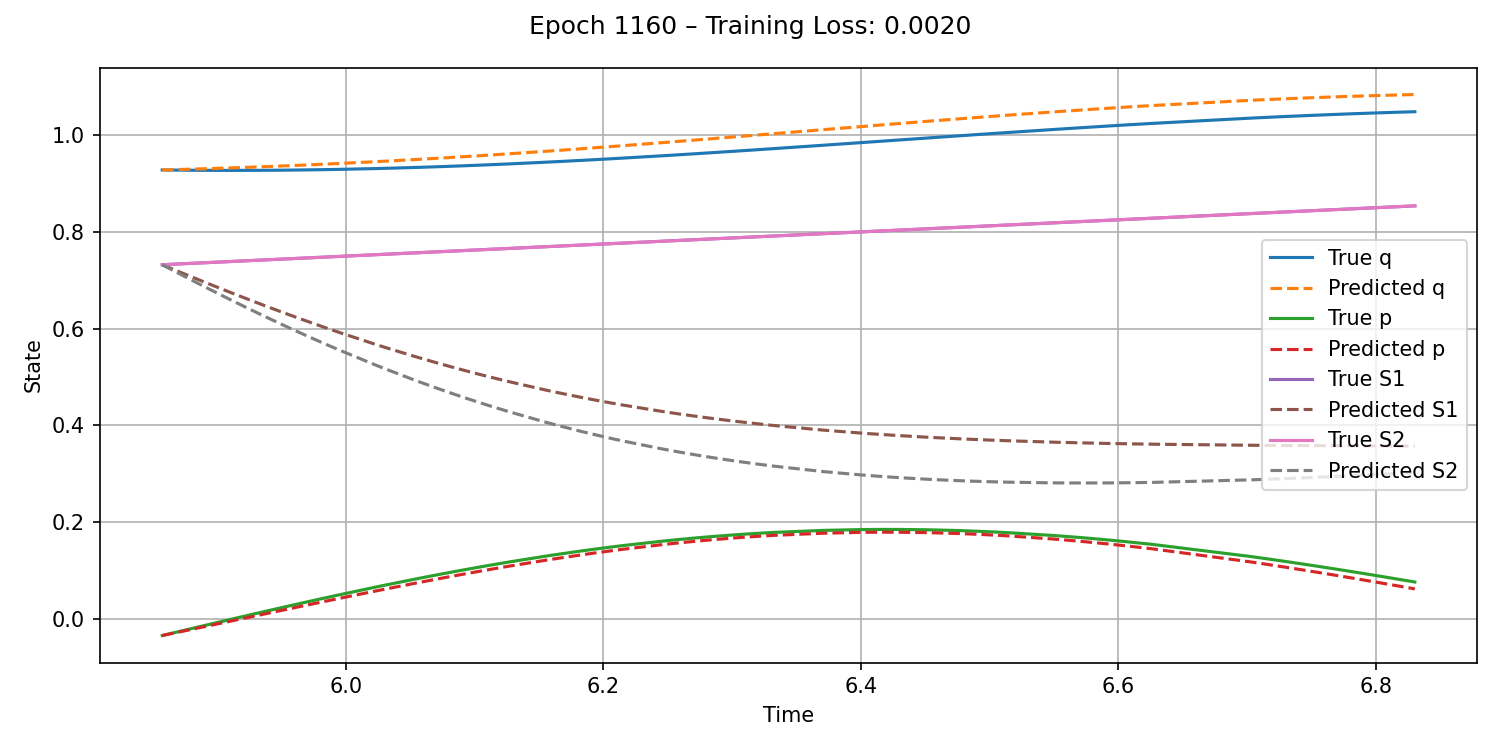 Epoch 1160 – Training Loss: 0.0020
State
1.0
0.8
0.6
0.4
0.2
0.0
True q
Predicted q
True p
Predicted p
True S1
Predicted S1
True S2
Predicted S2
6.0
6.2
6.4
6.6
6.8
Time